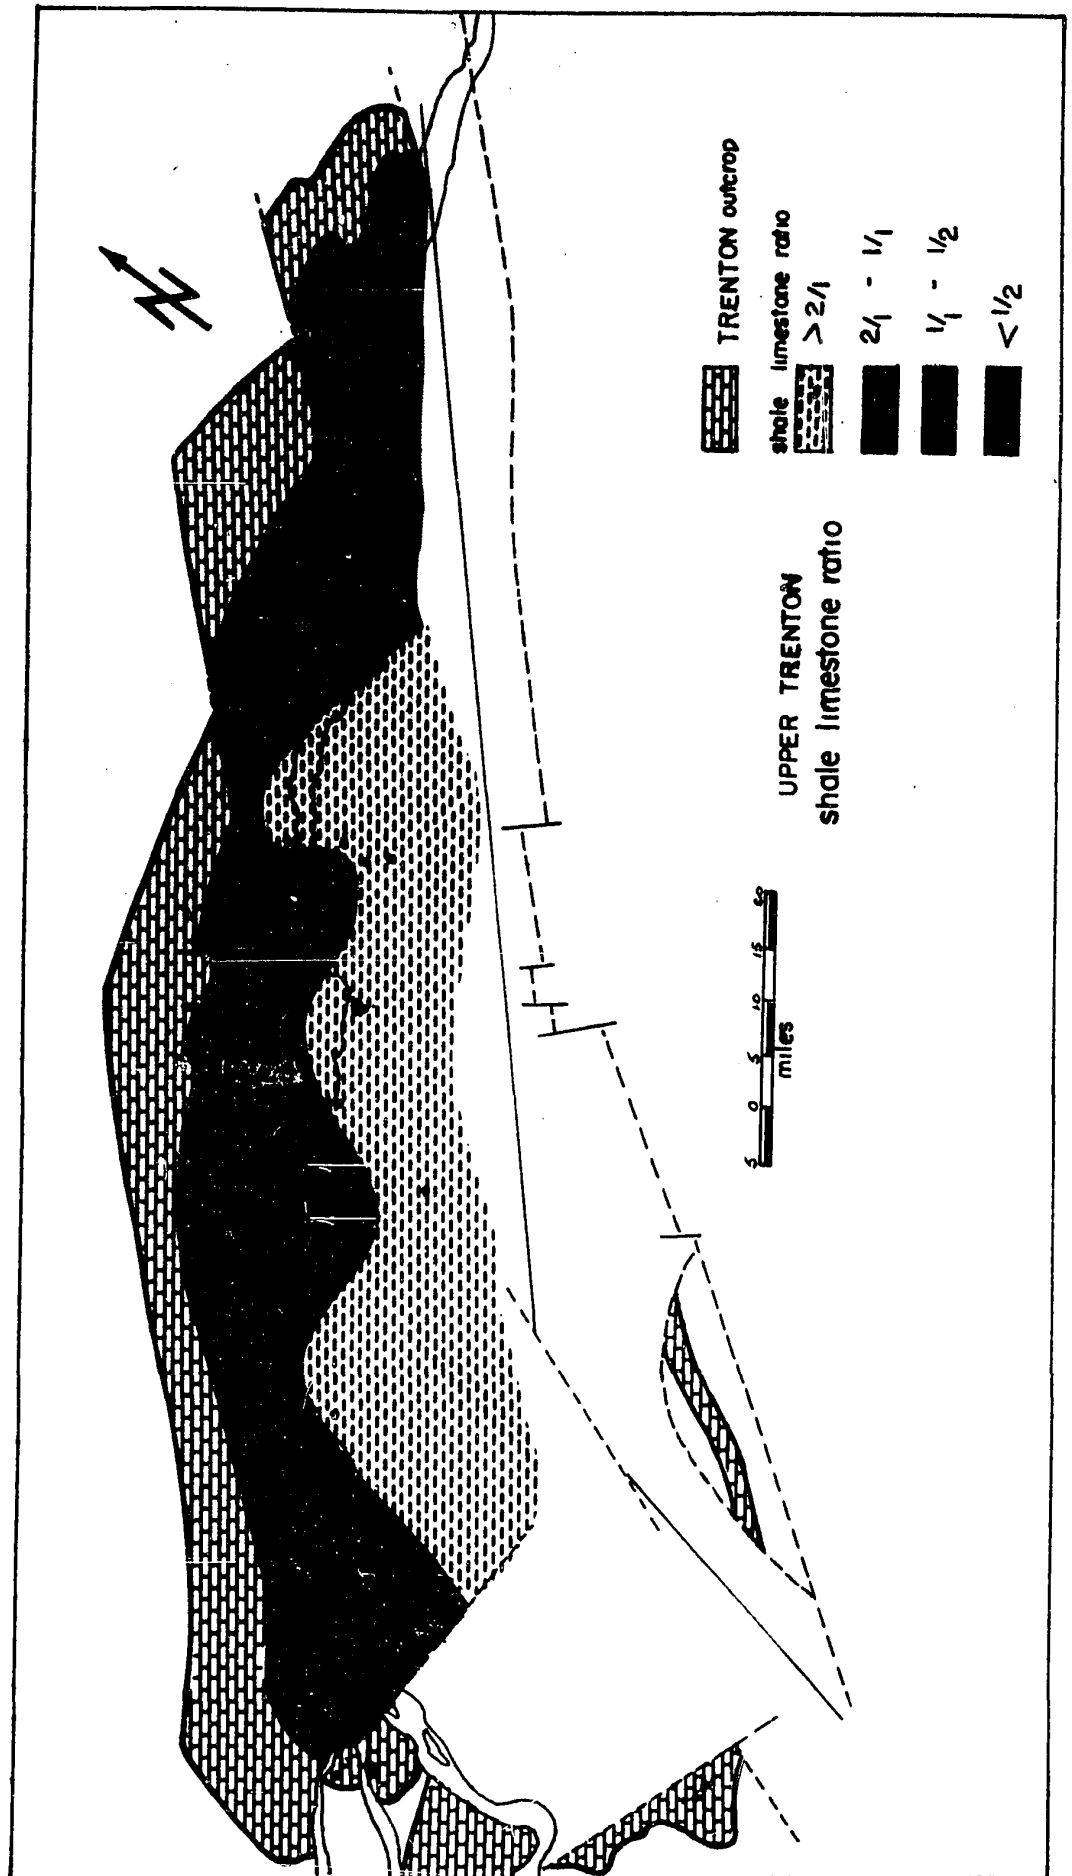 N
TRENTON outcrop
shale limestone ratio
> 2/1
2/1 - 1/1
1/1 - 1/2
< 1/2
UPPER TRENTON
shale limestone ratio
5 0 5 10 15 20
miles